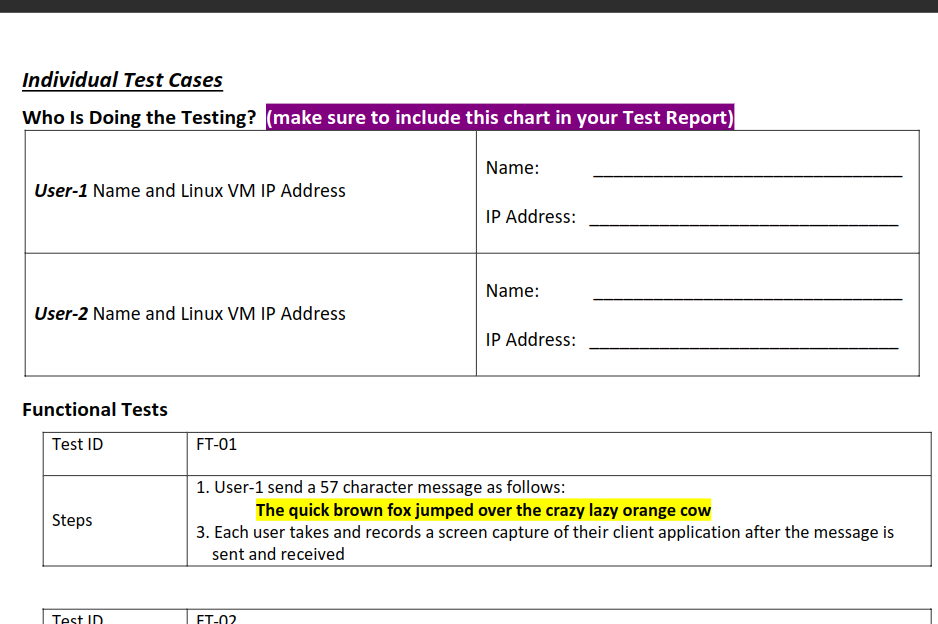 Individual Test Cases
Who Is Doing the Testing? (make sure to include this chart in your Test Report)
User-1 Name and Linux VM IP Address
Name: ________________________________
IP Address: ________________________________
User-2 Name and Linux VM IP Address
Name: ________________________________
IP Address: ________________________________
Functional Tests
Test ID FT-01
Steps
1. User-1 send a 57 character message as follows:
The quick brown fox jumped over the crazy lazy orange cow
3. Each user takes and records a screen capture of their client application after the message is
sent and received
Test ID FT-02